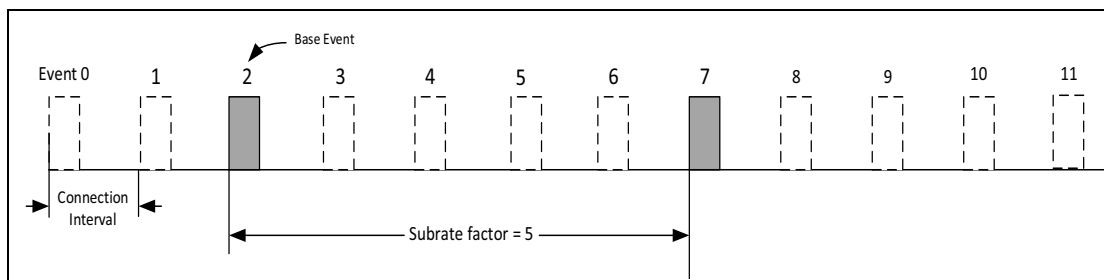 Base Event
Event 0 1 2 3 4 5 6 7 8 9 10 11
Connection
Interval
Subrate factor = 5